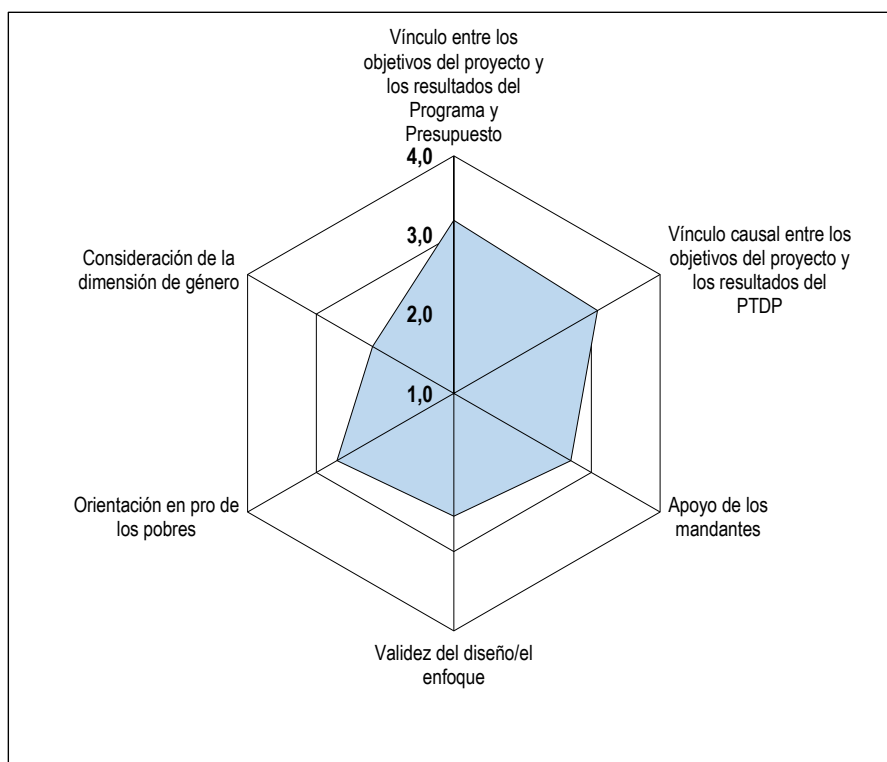 Vínculo entre los
objetivos del proyecto y
los resultados del
Programa y
Presupuesto
4,0
3,0
2,0
1,0
Vínculo causal entre los
objetivos del proyecto y
los resultados del
PTDP
Apoyo de los
mandantes
Validez del diseño/el
enfoque
Orientación en pro de
los pobres
Consideración de la
dimensión de género